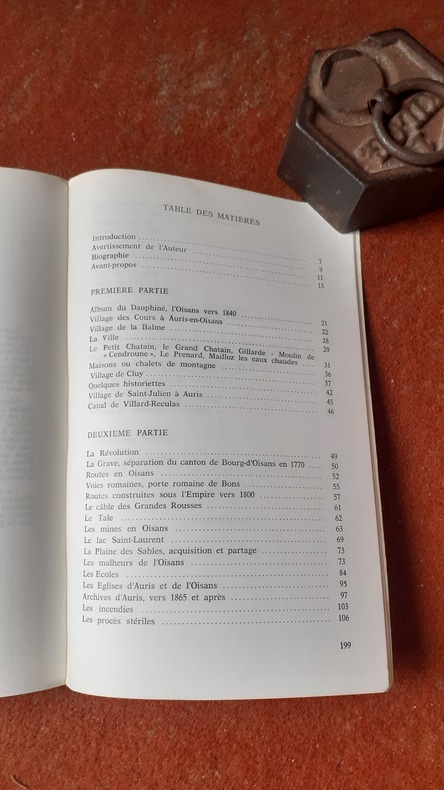 TABLE DES MATIERES
Introduction ........ 7
Avertissement de l'Auteur ........ 9
Biographie ........ 11
Avant-propos ........ 13
PREMIERE PARTIE
Album du Dauphiné, l'Oisans vers 1840 ........ 21
Village des Cours à Auris-en-Oisans ........ 22
Village de la Balme ........ 28
La Ville ........ 29
Le Petit Chatain, le Grand Chatain, Gillarde - Moulin de
« Cendroune », Le Prenard, Mailloz les eaux chaudes .... 31
Maisons ou chalets de montagne ........ 36
Village de Cluy ........ 37
Quelques historiettes ........ 42
Village de Saint-Julien à Auris ........ 45
Canal de Villard-Reculas ........ 46
DEUXIEME PARTIE
La Révolution ........ 49
La Grave, séparation du canton de Bourg-d'Oisans en 1770 .... 50
Routes en Oisans ........ 52
Voies romaines, porte romaine de Bons ........ 55
Routes construites sous l'Empire vers 1800 ........ 57
Le câble des Grandes Rousses ........ 61
Le Tale ........ 62
Les mines en Oisans ........ 63
Le lac Saint-Laurent ........ 69
La Plaine des Sables, acquisition et partage ........ 73
Les malheurs de l'Oisans ........ 73
Les Ecoles ........ 84
Les Eglises d'Auris et de l'Oisans ........ 95
Archives d'Auris, vers 1865 et après ........ 97
Les incendies ........ 103
Les procès stériles ........ 106
199